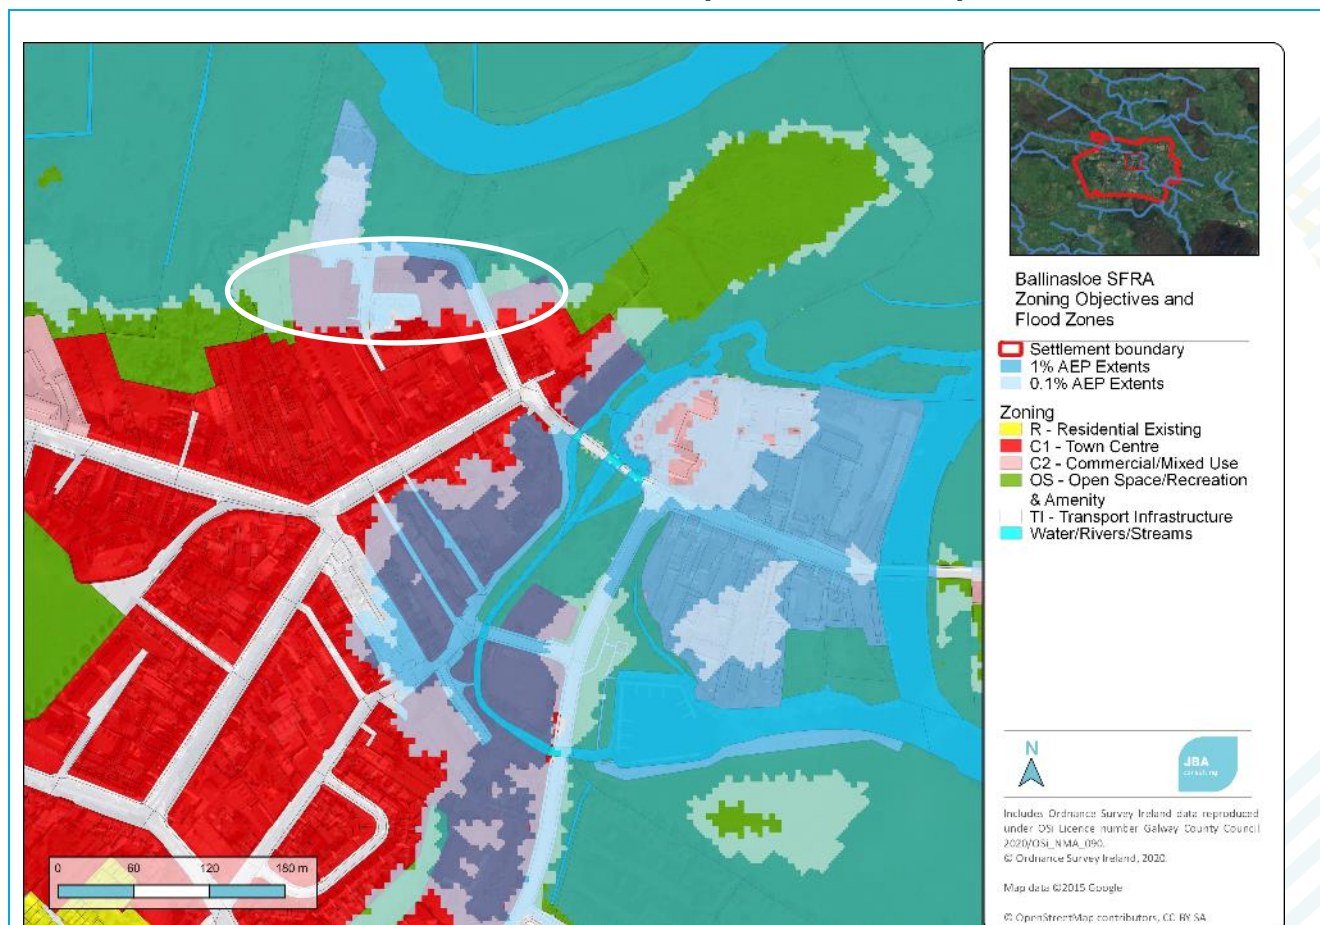 Ballinasloe SFRA
Zoning Objectives and
Flood Zones
Settlement boundary
1% AEP Extents
0.1% AEP Extents
Zoning
R - Residential Existing
C1 - Town Centre
C2 - Commercial/Mixed Use
OS - Open Space/Recreation
& Amenity
TI - Transport Infrastructure
Water/Rivers/Streams
N
JBA
consulting
Includes Ordnance Survey Ireland data reproduced
under OSi Licence number Galway County Council
2020/OSi_NMA_090.
© Ordnance Survey Ireland, 2020.
Map data ©2015 Google
© OpenStreetMap contributors, CC BY SA
0 60 120 180 m